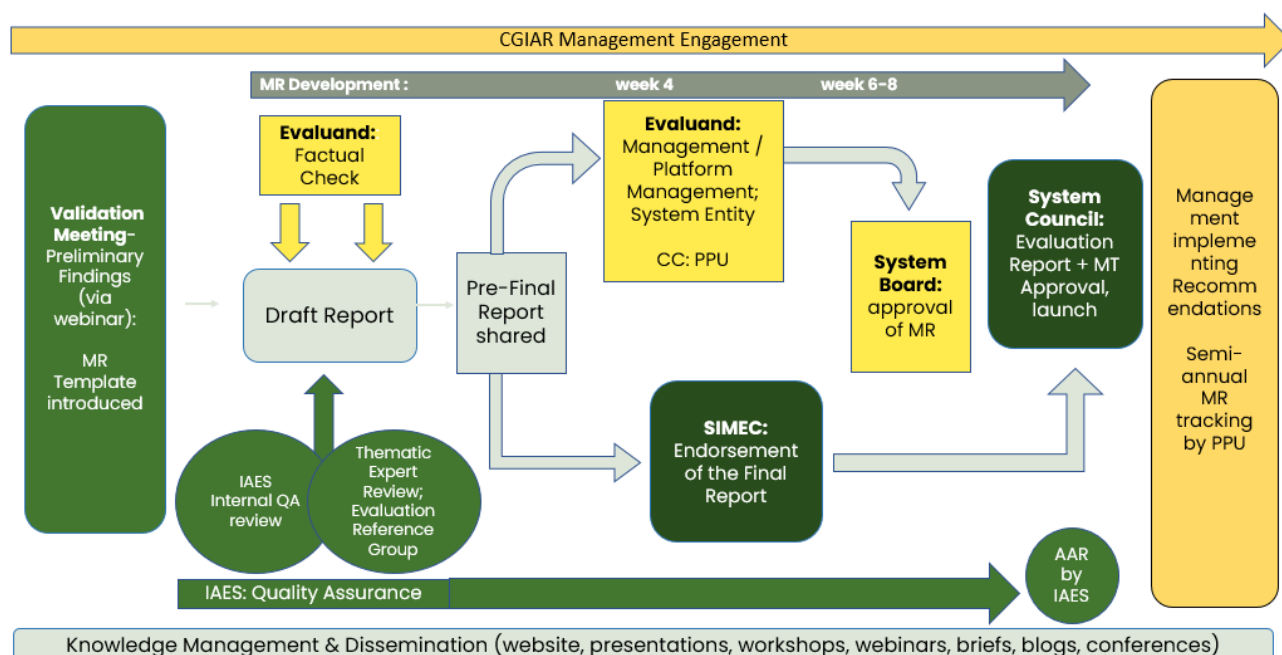 CGIAR Management Engagement
MR Development :
week 4
week 6-8
Validation
Meeting-
Preliminary
Findings
(via
webinar):
MR
Template
introduced
Evaluand:
Factual
Check
Draft Report
IAES
Internal QA
review
Thematic
Expert
Review;
Evaluation
Reference
Group
Pre-Final
Report
shared
Evaluand:
Management /
Platform
Management;
System Entity
CC: PPU
System
Board:
approval
of MR
SIMEC:
Endorsement
of the Final
Report
System
Council:
Evaluation
Report + MT
Approval,
launch
Manage
ment
impleme
nting
Recomm
endations
Semi-
annual
MR
tracking
by PPU
IAES: Quality Assurance
AAR
by
IAES
Knowledge Management & Dissemination (website, presentations, workshops, webinars, briefs, blogs, conferences)